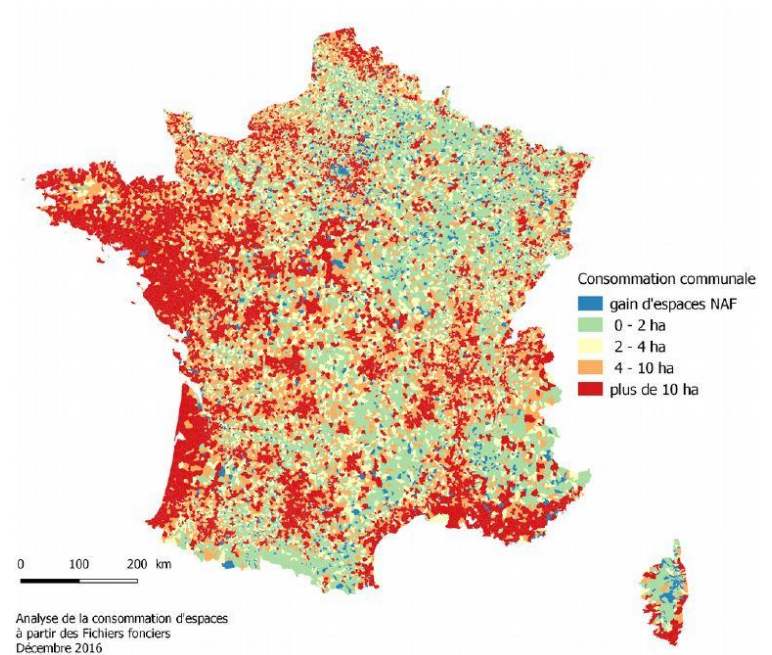 Consommation communale
gain d'espaces NAF
0 - 2 ha
2 - 4 ha
4 - 10 ha
plus de 10 ha
0 100 200 km
Analyse de la consommation d'espaces
à partir des Fichiers fonciers
Décembre 2016